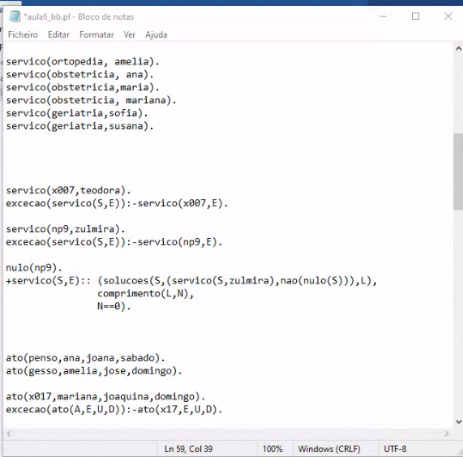 *aula6_bb.pl - Bloco de notas
Ficheiro Editar Formatar Ver Ajuda
servico(ortopedia, amelia).
servico(obstetricia, ana).
servico(obstetricia,maria).
servico(obstetricia, mariana).
servico(geriatria,sofia).
servico(geriatria,susana).
servico(x007,teodora).
excecao(servico(S,E)):-servico(x007,E).
servico(np9,zulmira).
excecao(servico(S,E)):-servico(np9,E).
nulo(np9).
+servico(S,E):: (solucoes(S,(servico(S,zulmira),nao(nulo(S))),L),
comprimento(L,N),
N==0).
ato(penso,ana,joana,sabado).
ato(gesso,amelia,jose,domingo).
ato(x017,mariana,joaquina,domingo).
excecao(ato(A,E,U,D)):-ato(x17,E,U,D).
Ln 59, Col 39 100% Windows (CRLF) UTF-8